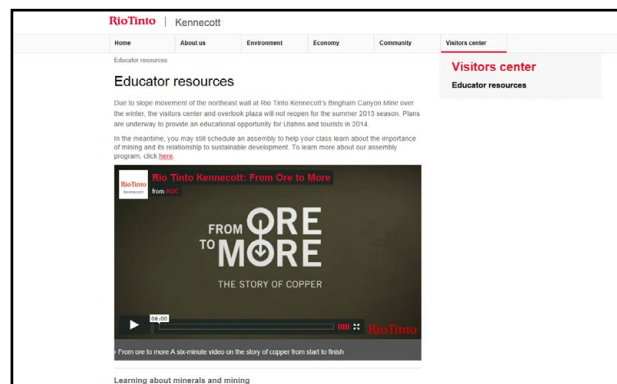 RioTinto | Kennecott
Home About us Environment Economy Community Visitors center
Educator resources
Visitors center
Educator resources
Educator resources
Due to slope movement of the northeast wall at Rio Tinto Kennecott's Bingham Canyon Mine over
the winter, the visitors center and overlook plaza will not reopen for the summer 2013 season. Plans
are underway to provide an educational opportunity for Utahns and tourists in 2014.
In the meantime, you may still schedule an assembly to help your class learn about the importance
of mining and its relationship to sustainable development. To learn more about our assembly
program, click here.
RioTinto
Kennecott
Rio Tinto Kennecott: From Ore to More
from KUC
FROM ORE
TO MORE
THE STORY OF COPPER
06:00
RioTinto
From ore to more A six-minute video on the story of copper from start to finish
Learning about minerals and mining